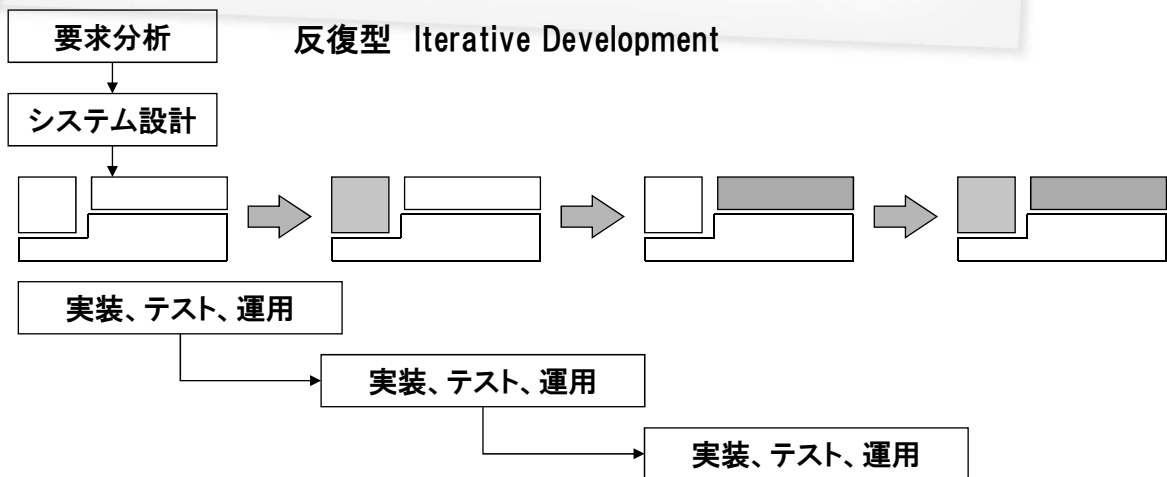 要求分析
反復型 Iterative Development
システム設計
実装、テスト、運用
実装、テスト、運用
実装、テスト、運用